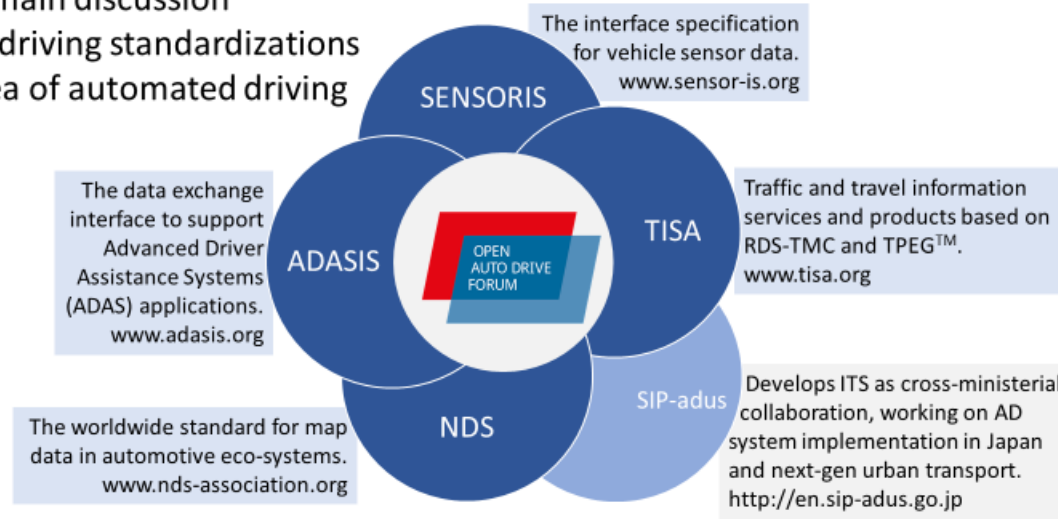 driving standardizations
of automated driving
The interface specification
for vehicle sensor data.
www.sensor-is.org
SENSORIS
The data exchange
interface to support
Advanced Driver
Assistance Systems
(ADAS) applications.
www.adasis.org
ADASIS
OPEN
AUTO DRIVE
FORUM
TISA
Traffic and travel information
services and products based on
RDS-TMC and TPEG™.
www.tisa.org
SIP-adus
Develops ITS as cross-ministerial
collaboration, working on AD
system implementation in Japan
and next-gen urban transport.
http://en.sip-adus.go.jp
NDS
The worldwide standard for map
data in automotive eco-systems.
www.nds-association.org